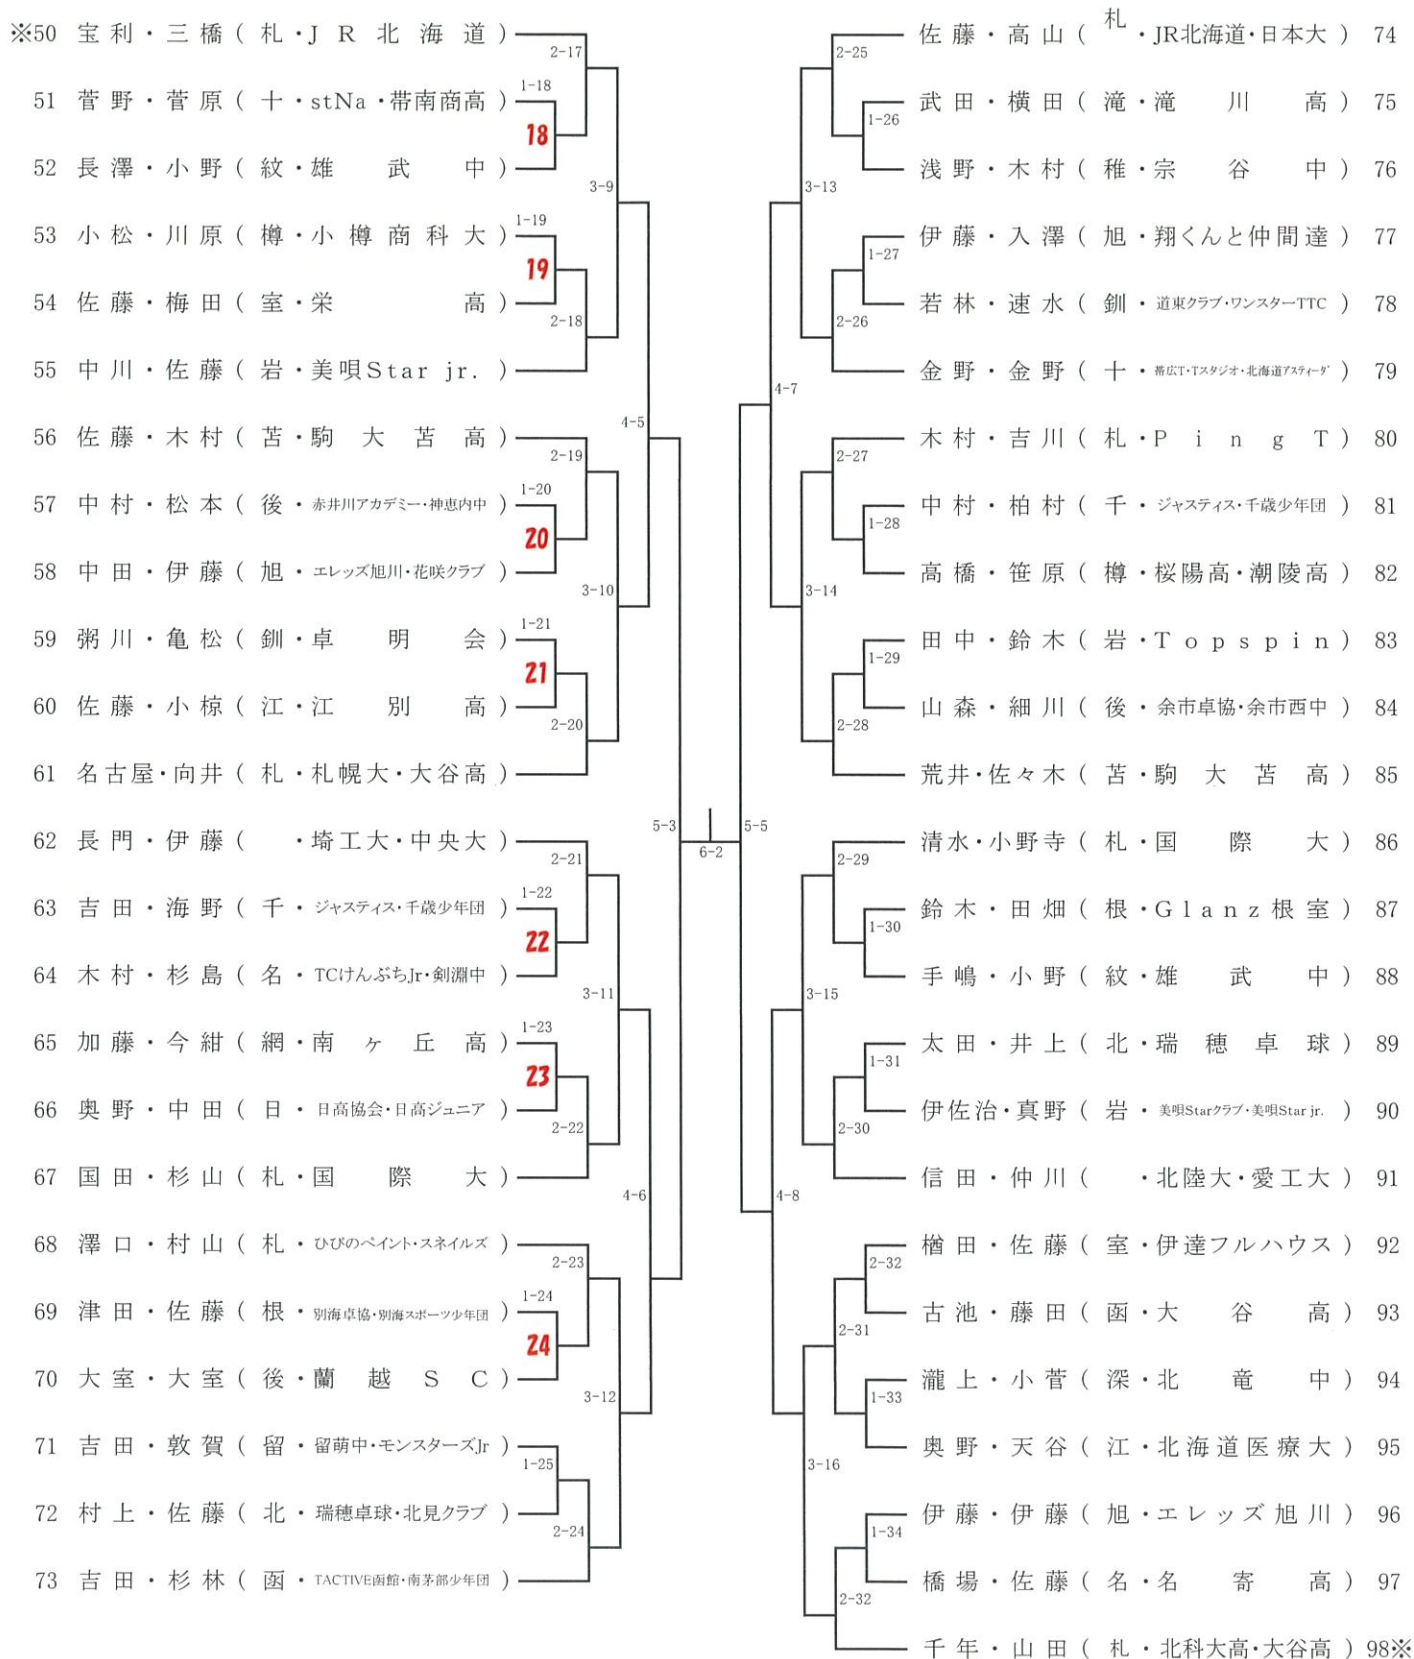 ※50 宝利・三橋 ( 札・JR北海道 )
2-17
1-18
51 菅野・菅原 ( 十・stNa・帯南商高 )
18
52 長澤・小野 ( 紋・雄武中 )
3-9
1-19
53 小松・川原 ( 樽・小樽商科大 )
19
54 佐藤・梅田 ( 室・栄高 )
2-18
55 中川・佐藤 ( 岩・美唄Star jr. )
4-5
56 佐藤・木村 ( 苫・駒大苫高 )
2-19
1-20
57 中村・松本 ( 後・赤井川アカデミー・神恵内中 )
20
58 中田・伊藤 ( 旭・エレッズ旭川・花咲クラブ )
3-10
1-21
59 粥川・亀松 ( 釧・卓明会 )
21
60 佐藤・小椋 ( 江・江別高 )
2-20
61 名古屋・向井 ( 札・札幌大・大谷高 )
5-3
62 長門・伊藤 ( ・埼工大・中央大 )
2-21
1-22
63 吉田・海野 ( 千・ジャスティス・千歳少年団 )
22
64 木村・杉島 ( 名・TCけんぶちJr・剣淵中 )
3-11
1-23
65 加藤・今紺 ( 網・南ヶ丘高 )
23
66 奥野・中田 ( 日・日高協会・日高ジュニア )
2-22
67 国田・杉山 ( 札・国際大 )
4-6
68 澤口・村山 ( 札・ひびのペイント・スネイルズ )
2-23
1-24
69 津田・佐藤 ( 根・別海卓協・別海スポーツ少年団 )
24
70 大室・大室 ( 後・蘭越SC )
3-12
71 吉田・敦賀 ( 留・留萌中・モンスターズJr )
1-25
72 村上・佐藤 ( 北・瑞穂卓球・北見クラブ )
2-24
73 吉田・杉林 ( 函・TACTIVE函館・南茅部少年団 )
6-2
佐藤・高山 ( 札・JR北海道・日本大 ) 74
2-25
武田・横田 ( 滝・滝川高 ) 75
1-26
浅野・木村 ( 稚・宗谷中 ) 76
3-13
伊藤・入澤 ( 旭・翔くんと仲間達 ) 77
1-27
若林・速水 ( 釧・道東クラブ・ワンスターTTC ) 78
2-26
金野・金野 ( 十・帯広T・Tスタジオ・北海道アスティーダ ) 79
4-7
木村・吉川 ( 札・PingT ) 80
2-27
中村・柏村 ( 千・ジャスティス・千歳少年団 ) 81
1-28
高橋・笹原 ( 樽・桜陽高・潮陵高 ) 82
3-14
田中・鈴木 ( 岩・Topspin ) 83
1-29
山森・細川 ( 後・余市卓協・余市西中 ) 84
2-28
荒井・佐々木 ( 苫・駒大苫高 ) 85
5-5
清水・小野寺 ( 札・国際大 ) 86
2-29
鈴木・田畑 ( 根・Glanz根室 ) 87
1-30
手嶋・小野 ( 紋・雄武中 ) 88
3-15
太田・井上 ( 北・瑞穂卓球 ) 89
1-31
伊佐治・真野 ( 岩・美唄Starクラブ・美唄Star jr. ) 90
2-30
信田・仲川 ( ・北陸大・愛工大 ) 91
4-8
楢田・佐藤 ( 室・伊達フルハウス ) 92
2-32
古池・藤田 ( 函・大谷高 ) 93
2-31
瀧上・小菅 ( 深・北竜中 ) 94
1-33
奥野・天谷 ( 江・北海道医療大 ) 95
3-16
伊藤・伊藤 ( 旭・エレッズ旭川 ) 96
1-34
橋場・佐藤 ( 名・名寄高 ) 97
2-32
千年・山田 ( 札・北科大高・大谷高 ) 98※